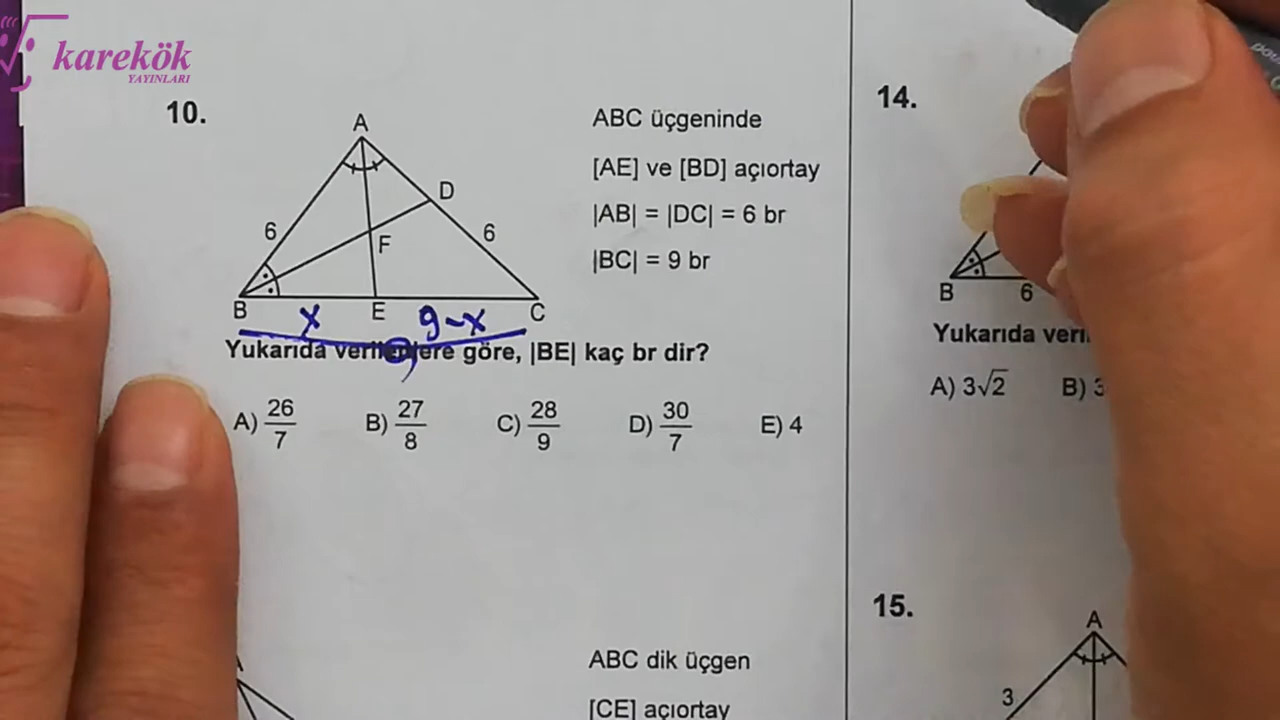 karekök
YAYINLARI
10.
A
D
6
6
F
B
E
C
x
9-x
ABC üçgeninde
[AE] ve [BD] açıortay
|AB| = |DC| = 6 br
|BC| = 9 br
Yukarıda verilenlere göre, |BE| kaç br dir?
A) 26/7 B) 27/8 C) 28/9 D) 30/7 E) 4
ABC dik üçgen
[CE] açıortay
14.
B
6
Yukarıda
A) 3√2 B) 3
15.
A
3